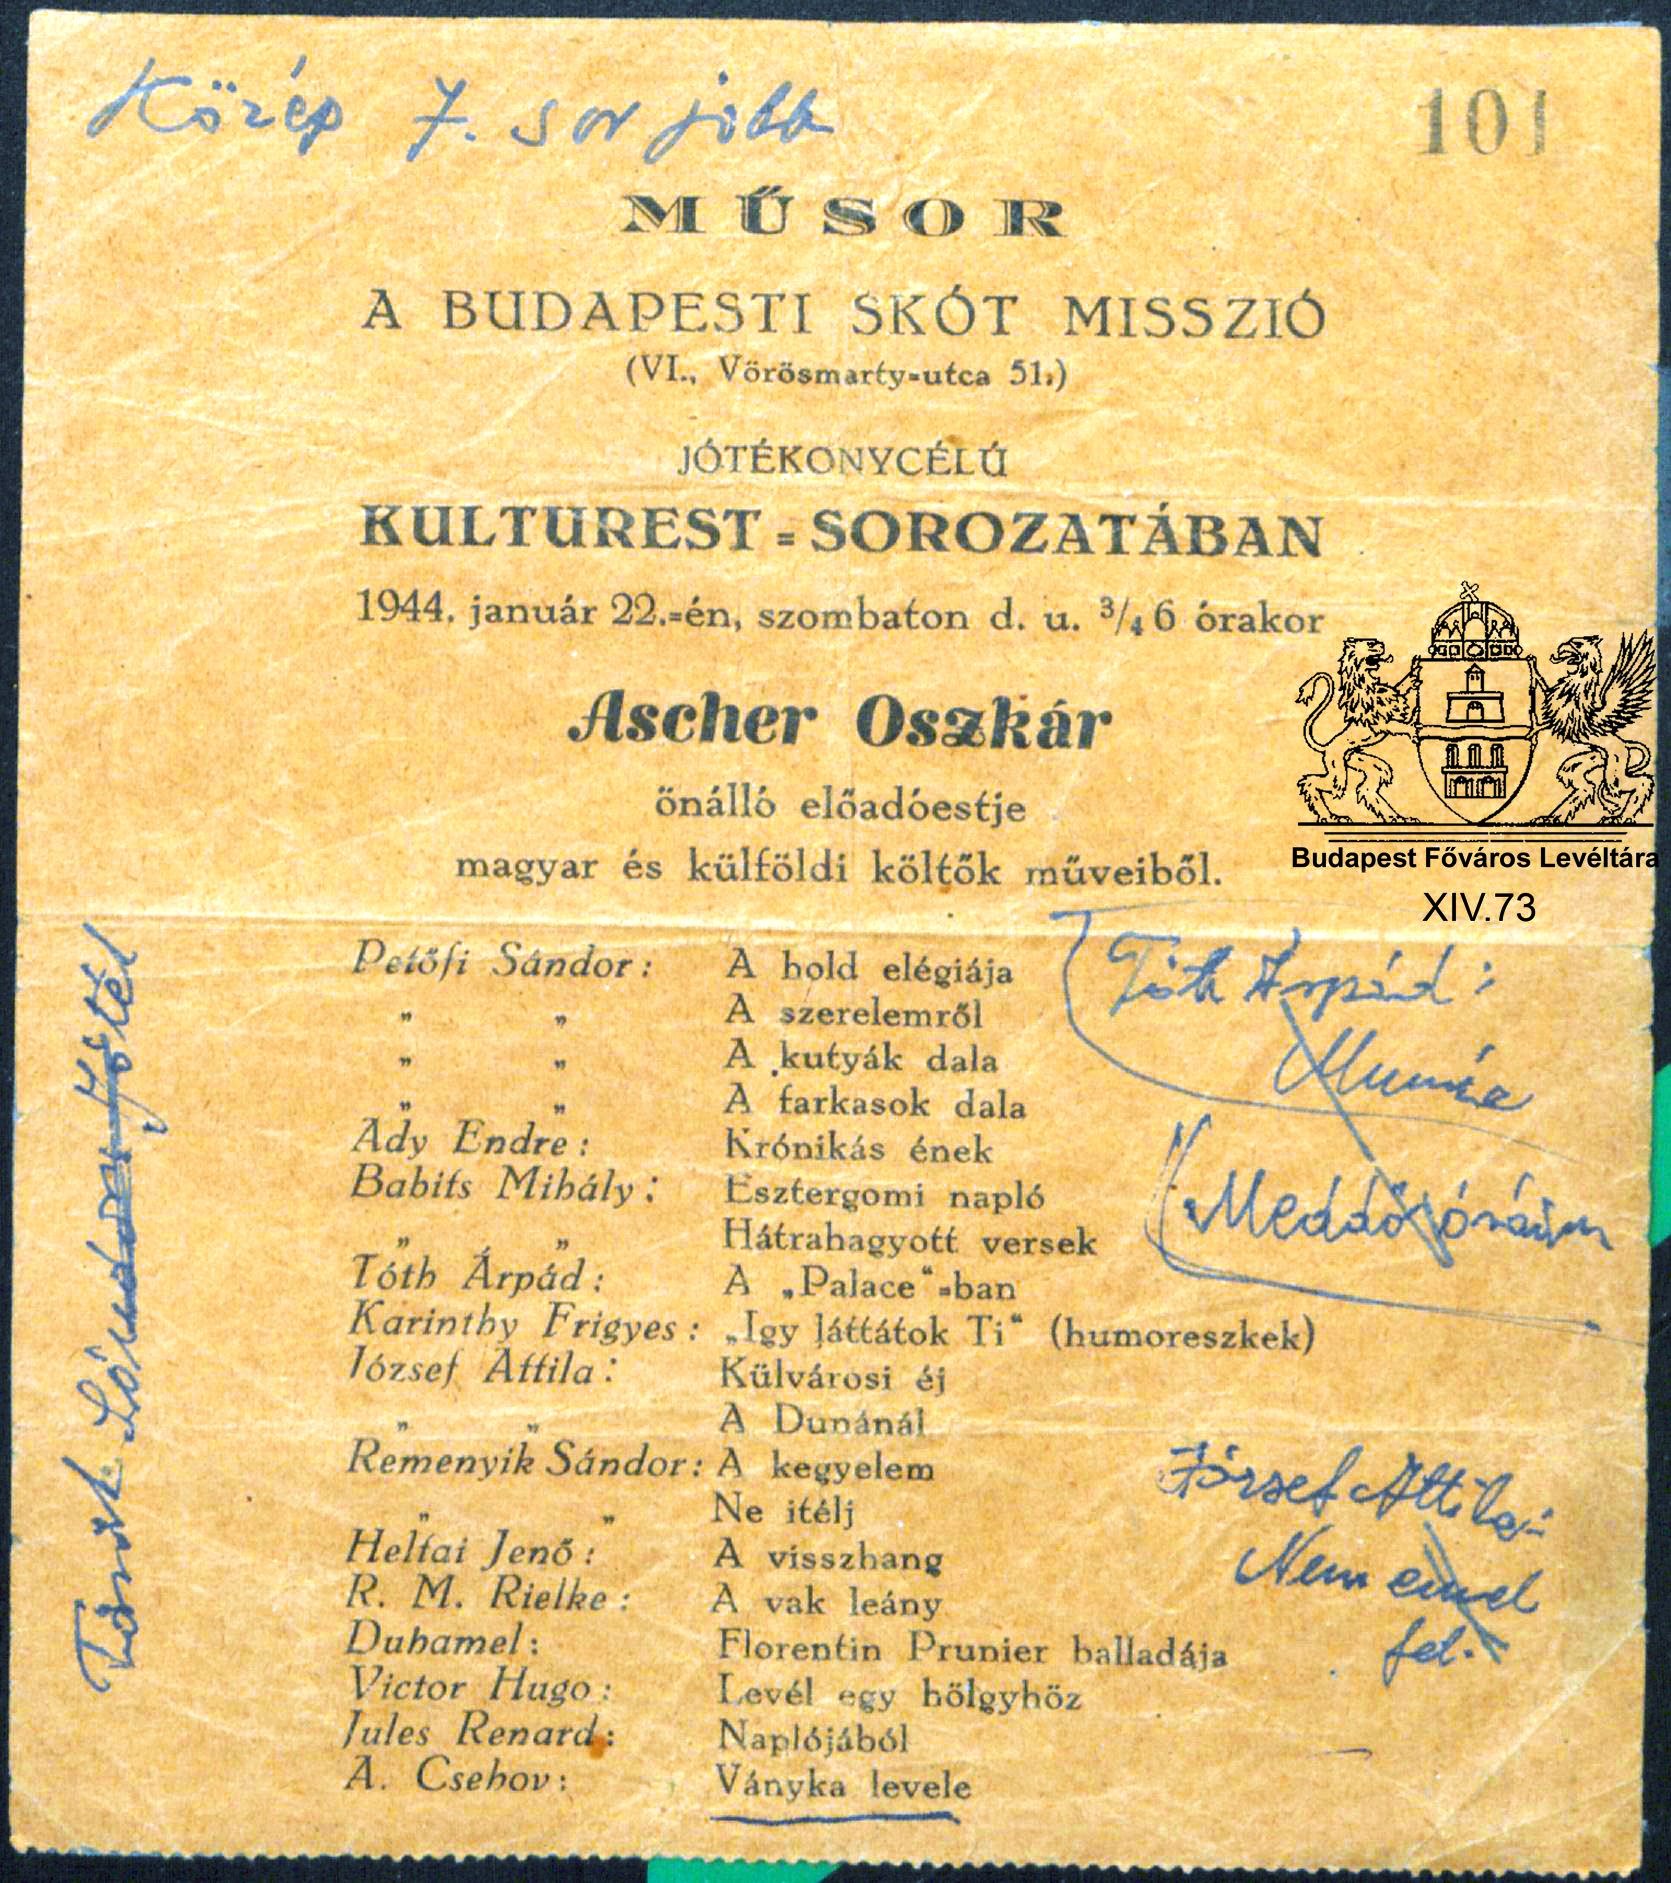 Közép 7. sor jobb
101
MŰSOR
A BUDAPESTI SKÓT MISSZIÓ
(VI., Vörösmarty=utca 51.)
JÓTÉKONYCÉLÚ
KULTUREST=SOROZATÁBAN
1944. január 22.=én, szombaton d. u. 3/4 6 órakor
Ascher Oszkár
önálló előadóestje
magyar és külföldi költők műveiből.
Budapest Főváros Levéltára
XIV.73
Petőfi Sándor: A hold elégiája
„ „ A szerelemről
„ „ A kutyák dala
„ „ A farkasok dala
Ady Endre: Krónikás ének
Babits Mihály: Esztergomi napló
„ „ Hátrahagyott versek
Tóth Árpád: A „Palace"=ban
Karinthy Frigyes: „Igy láttátok Ti" (humoreszkek)
József Attila: Külvárosi éj
„ „ A Dunánál
Remenyik Sándor: A kegyelem
„ „ Ne itélj
Heltai Jenő: A visszhang
R. M. Rielke: A vak leány
Duhamel: Florentin Prunier balladája
Victor Hugo: Levél egy hölgyhöz
Jules Renard: Naplójából
A. Csehov: Ványka levele
Tóth Árpád:
Meddő órán
József Attila:
Nem emel
fel.